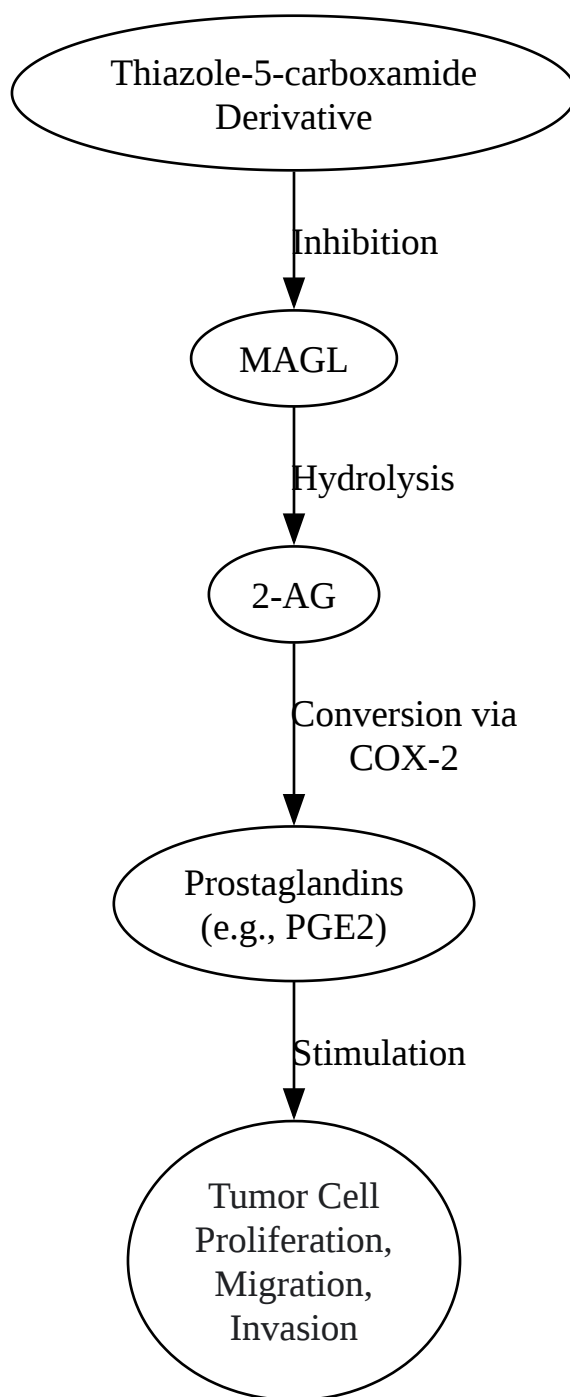 Thiazole-5-carboxamide
Derivative
Inhibition
MAGL
Hydrolysis
2-AG
Conversion via
COX-2
Prostaglandins
(e.g., PGE2)
Stimulation
Tumor Cell
Proliferation,
Migration,
Invasion